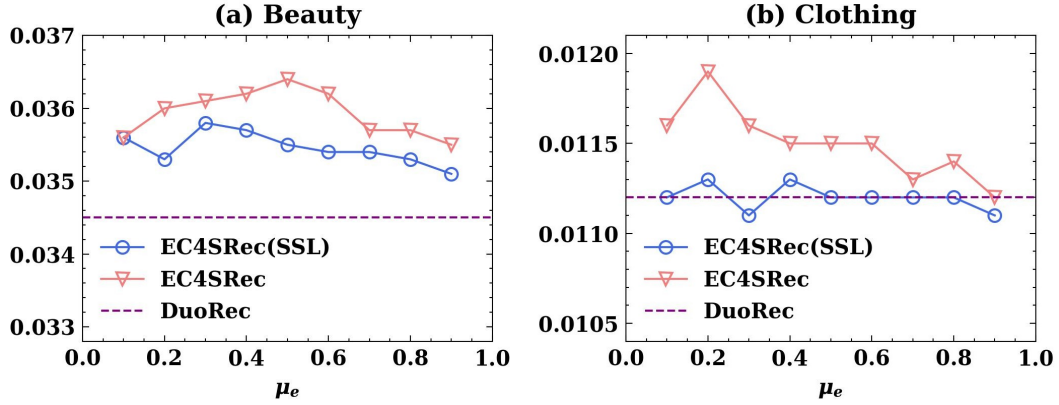 (a) Beauty
0.037
0.036
0.035
0.034
0.033
EC4SRec(SSL)
EC4SRec
DuoRec
0.0 0.2 0.4 0.6 0.8 1.0
μe
(b) Clothing
0.0120
0.0115
0.0110
0.0105
EC4SRec(SSL)
EC4SRec
DuoRec
0.0 0.2 0.4 0.6 0.8 1.0
μe